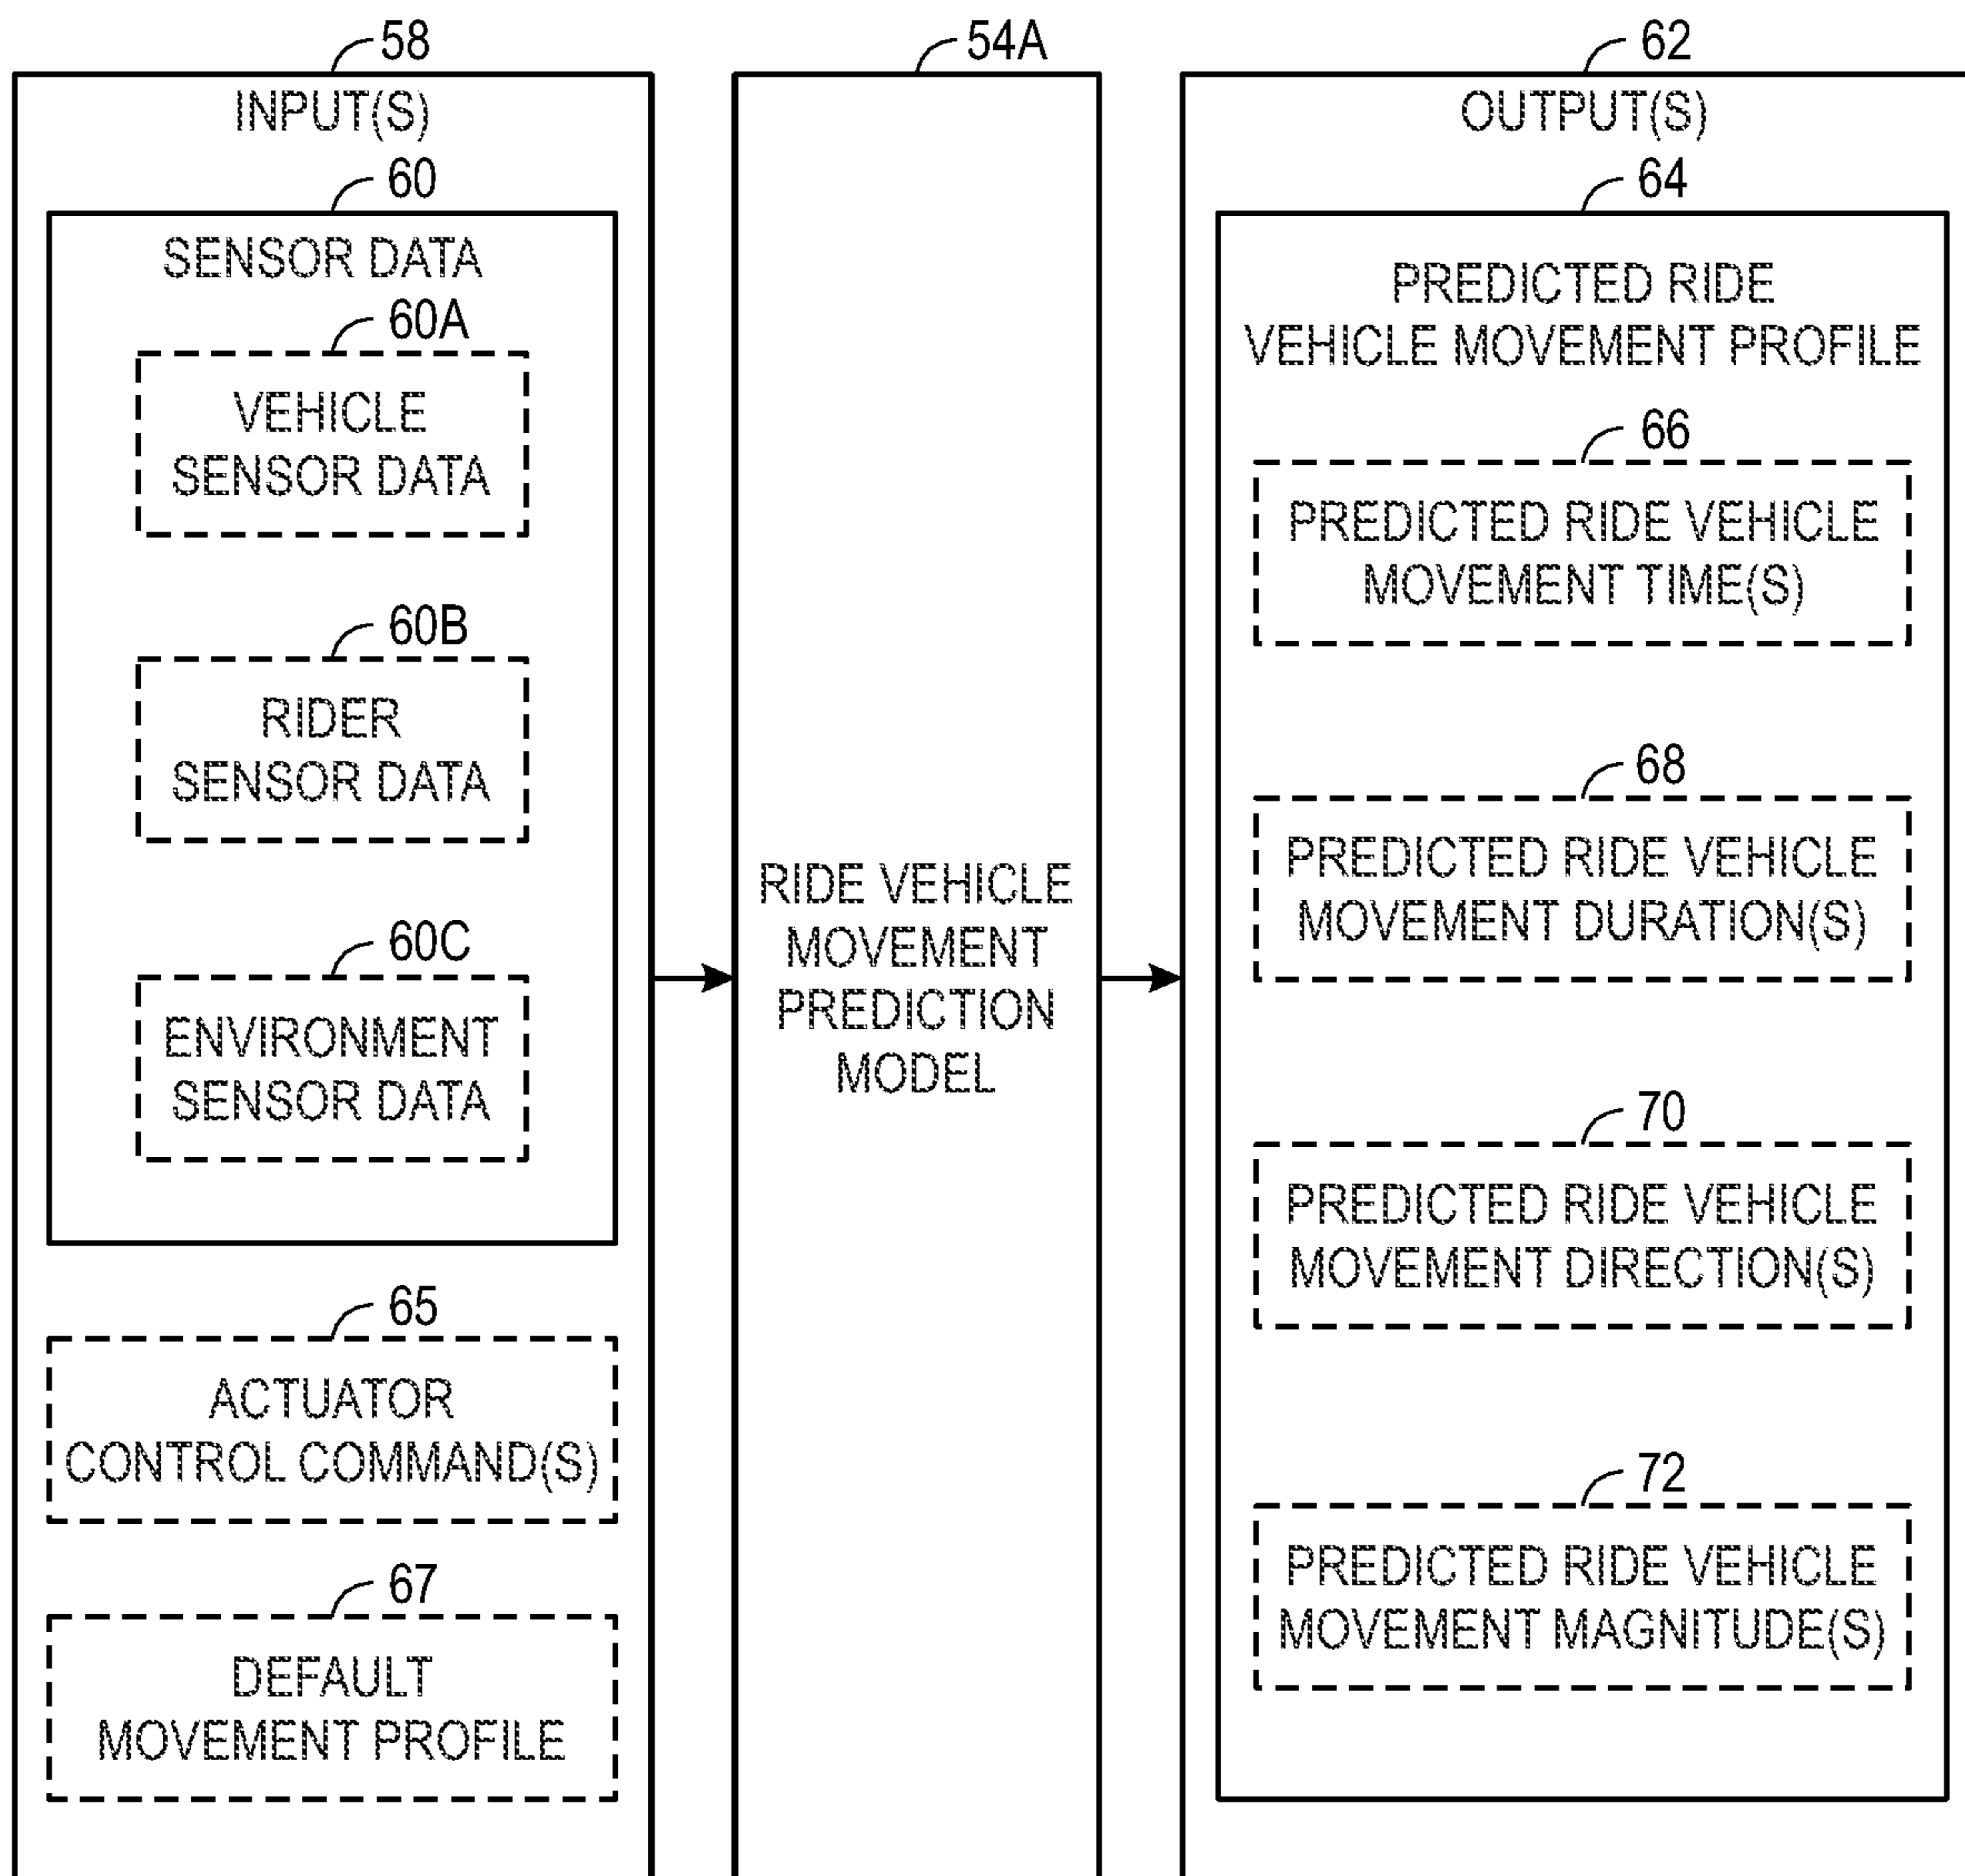 58
INPUT(S)
60
SENSOR DATA
60A
VEHICLE
SENSOR DATA
60B
RIDER
SENSOR DATA
60C
ENVIRONMENT
SENSOR DATA
65
ACTUATOR
CONTROL COMMAND(S)
67
DEFAULT
MOVEMENT PROFILE
54A
RIDE VEHICLE
MOVEMENT
PREDICTION
MODEL
62
OUTPUT(S)
64
PREDICTED RIDE
VEHICLE MOVEMENT PROFILE
66
PREDICTED RIDE VEHICLE
MOVEMENT TIME(S)
68
PREDICTED RIDE VEHICLE
MOVEMENT DURATION(S)
70
PREDICTED RIDE VEHICLE
MOVEMENT DIRECTION(S)
72
PREDICTED RIDE VEHICLE
MOVEMENT MAGNITUDE(S)